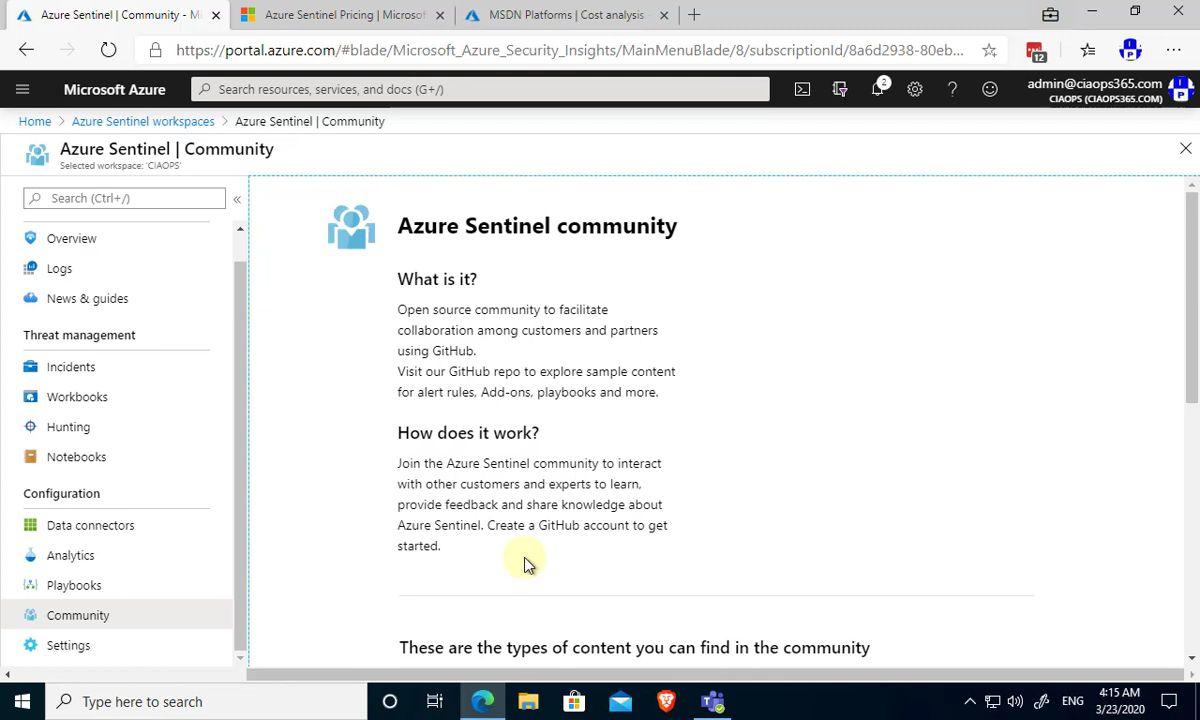 Azure Sentinel | Community - Mi
Azure Sentinel Pricing | Microsof
MSDN Platforms | Cost analysis
https://portal.azure.com/#blade/Microsoft_Azure_Security_Insights/MainMenuBlade/8/subscriptionId/8a6d2938-80eb...
12
Microsoft Azure
Search resources, services, and docs (G+/)
2
admin@ciaops365.com
CIAOPS (CIAOPS365.COM)
Home > Azure Sentinel workspaces > Azure Sentinel | Community
Azure Sentinel | Community
Selected workspace: 'CIAOPS'
Search (Ctrl+/)
Overview
Logs
News & guides
Threat management
Incidents
Workbooks
Hunting
Notebooks
Configuration
Data connectors
Analytics
Playbooks
Community
Settings
Azure Sentinel community
What is it?
Open source community to facilitate
collaboration among customers and partners
using GitHub.
Visit our GitHub repo to explore sample content
for alert rules, Add-ons, playbooks and more.
How does it work?
Join the Azure Sentinel community to interact
with other customers and experts to learn,
provide feedback and share knowledge about
Azure Sentinel. Create a GitHub account to get
started.
These are the types of content you can find in the community
Type here to search
ENG
4:15 AM
3/23/2020